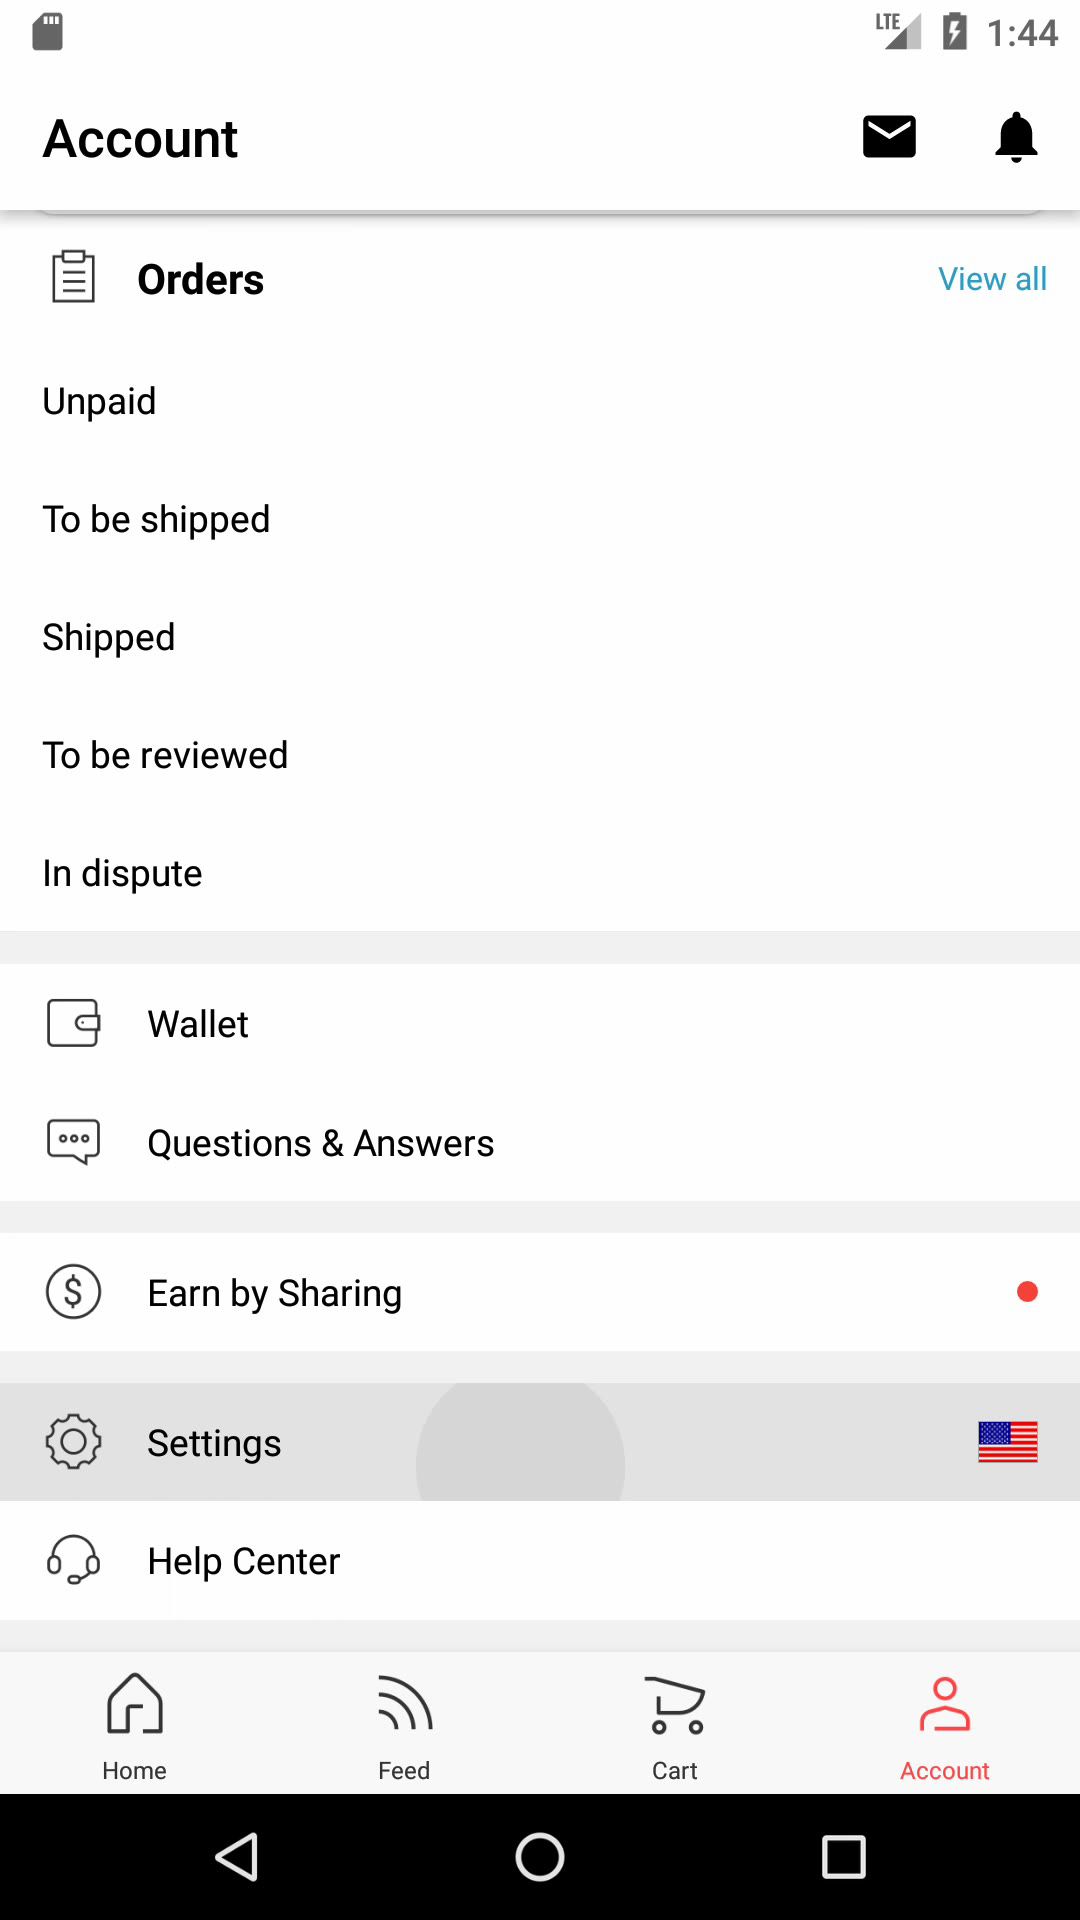 LTE 1:44
Account
Orders View all
Unpaid
To be shipped
Shipped
To be reviewed
In dispute
Wallet
Questions & Answers
Earn by Sharing
Settings
Help Center
Home Feed Cart Account